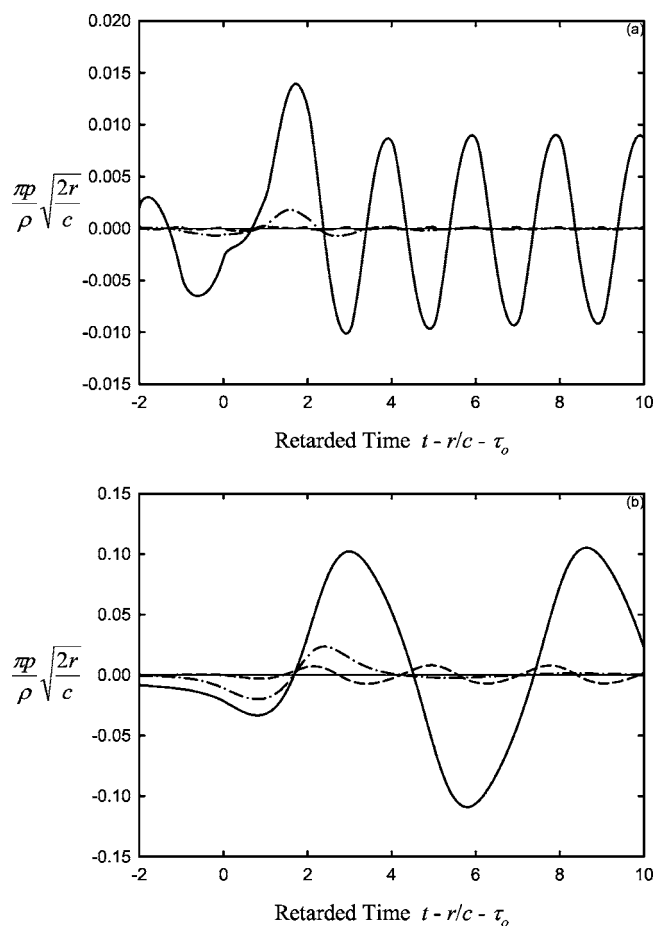 (a)
0.020
0.015
0.010
0.005
0.000
-0.005
-0.010
-0.015
πp/ρ √(2r/c)
-2 0 2 4 6 8 10
Retarded Time t - r/c - τo
(b)
0.15
0.10
0.05
0.00
-0.05
-0.10
-0.15
πp/ρ √(2r/c)
-2 0 2 4 6 8 10
Retarded Time t - r/c - τo